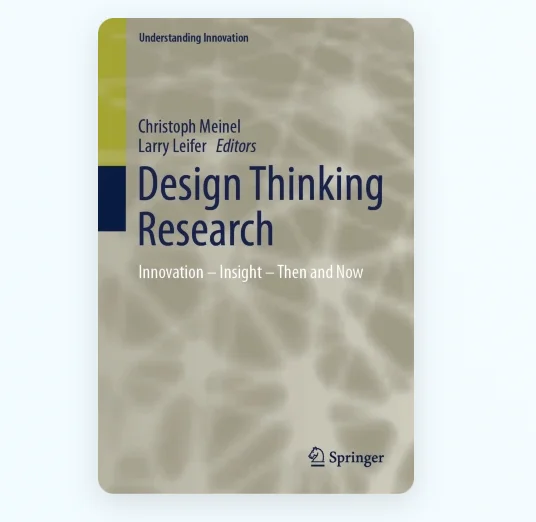 Understanding Innovation
Christoph Meinel
Larry Leifer Editors
Design Thinking
Research
Innovation – Insight – Then and Now
Springer